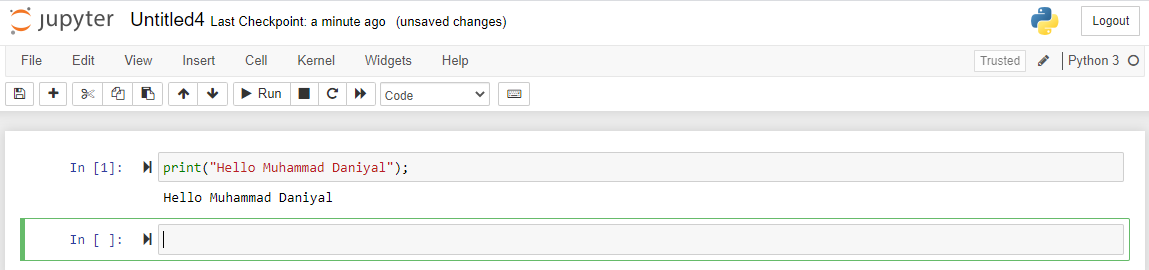 jupyter Untitled4 Last Checkpoint: a minute ago (unsaved changes) Logout
File Edit View Insert Cell Kernel Widgets Help Trusted Python 3
Run Code
In [1]: print("Hello Muhammad Daniyal");
Hello Muhammad Daniyal
In [ ]: